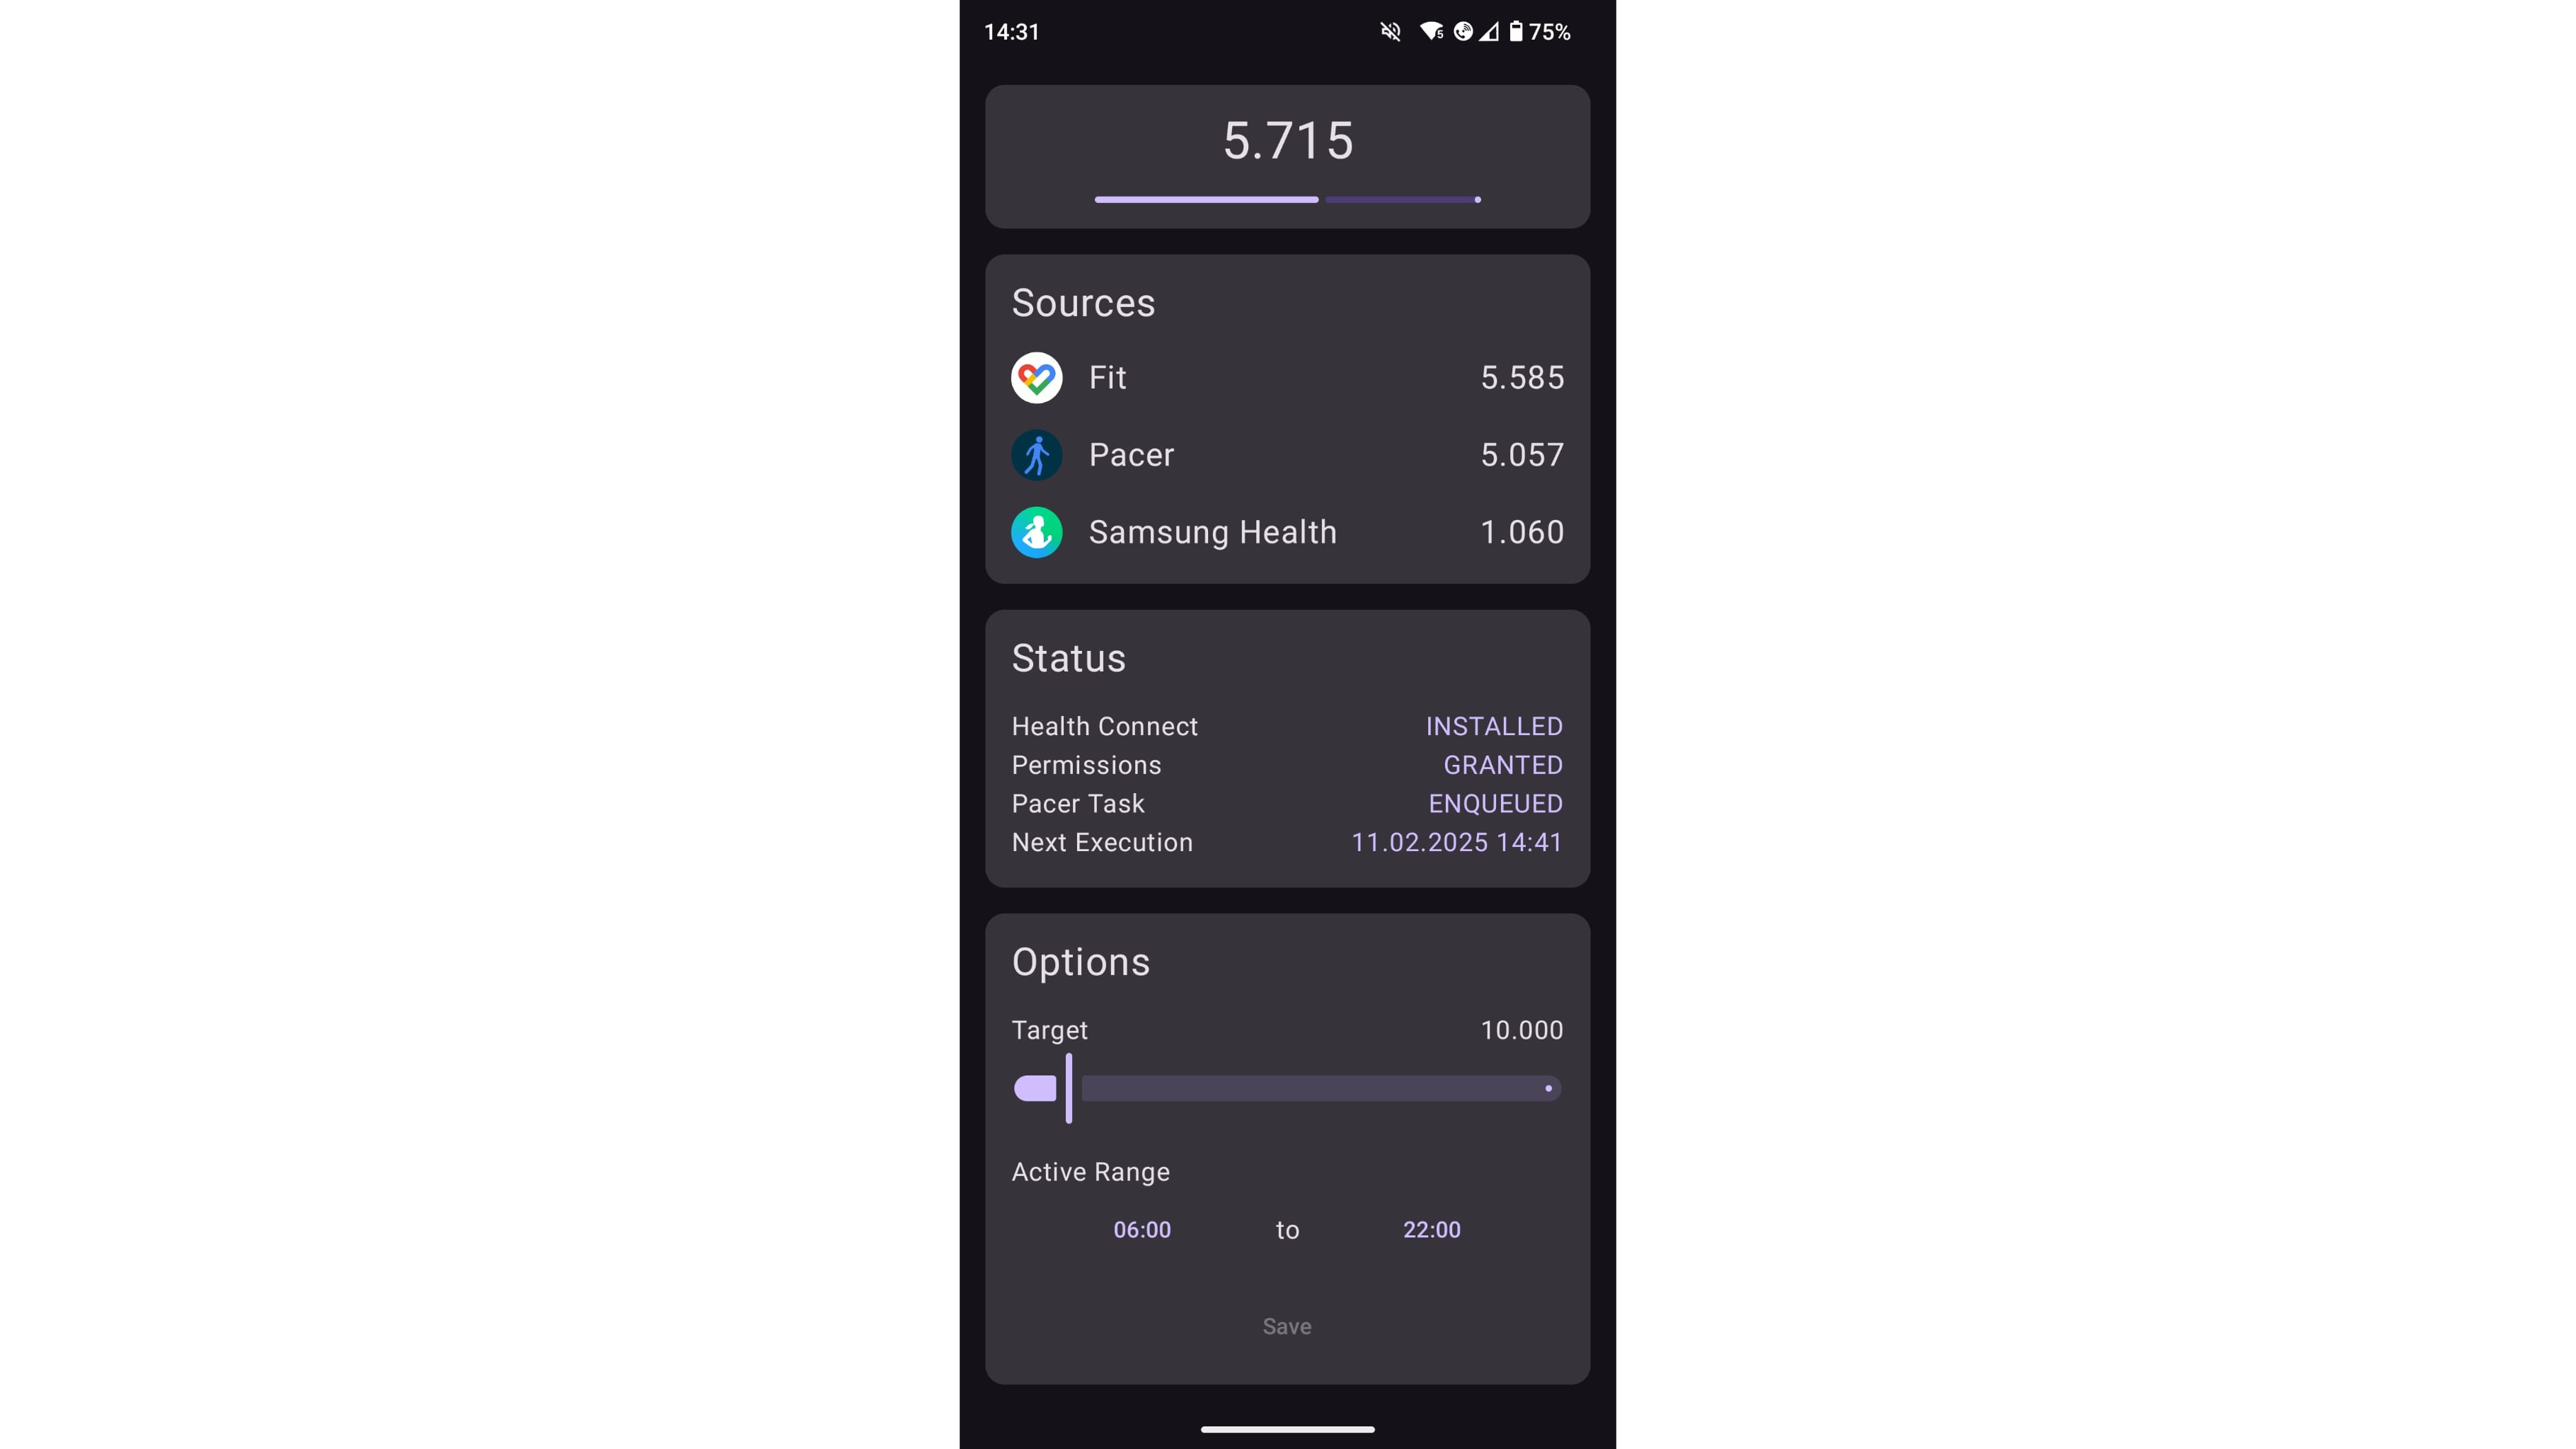 14:31 5 75%
5.715
Sources
Fit 5.585
Pacer 5.057
Samsung Health 1.060
Status
Health Connect INSTALLED
Permissions GRANTED
Pacer Task ENQUEUED
Next Execution 11.02.2025 14:41
Options
Target 10.000
Active Range
06:00 to 22:00
Save